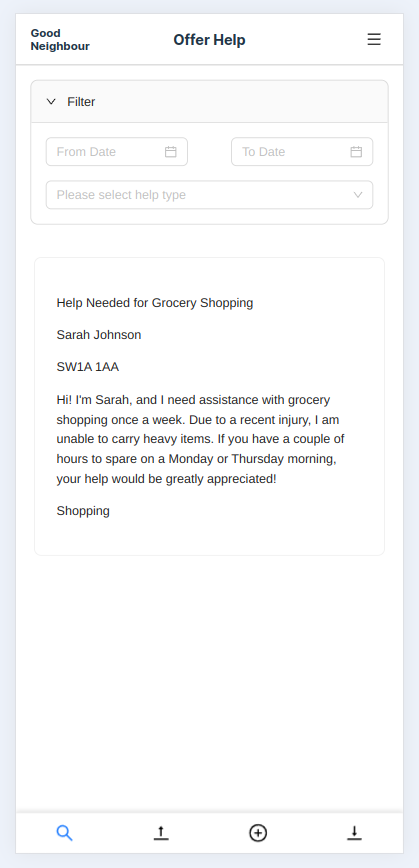 Good
Neighbour
Offer Help
Filter
From Date
To Date
Please select help type
Help Needed for Grocery Shopping
Sarah Johnson
SW1A 1AA
Hi! I'm Sarah, and I need assistance with grocery
shopping once a week. Due to a recent injury, I am
unable to carry heavy items. If you have a couple of
hours to spare on a Monday or Thursday morning,
your help would be greatly appreciated!
Shopping